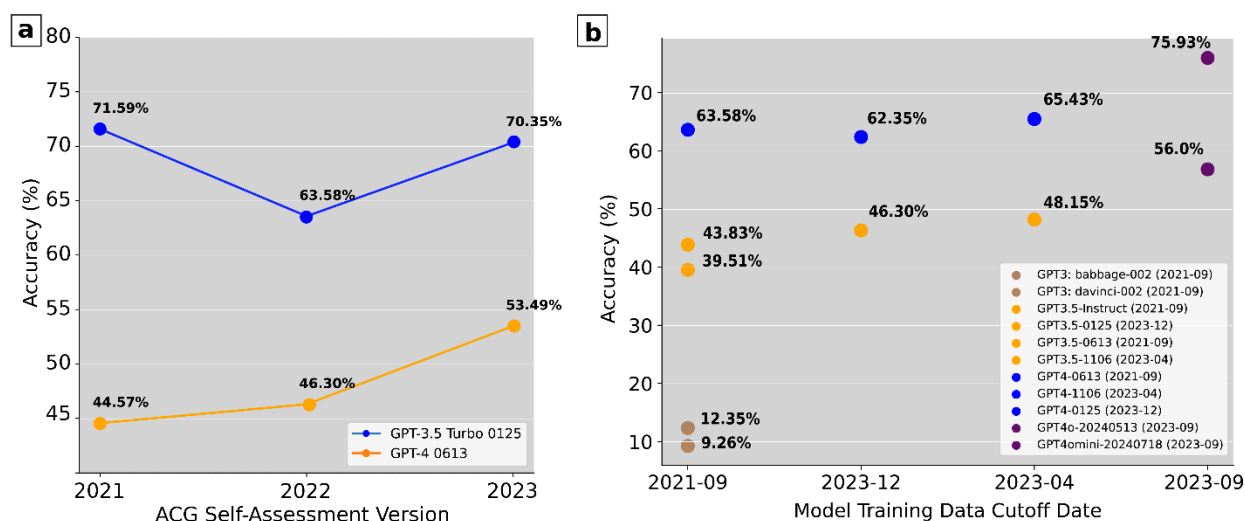 a
80
75
70
65
60
55
50
45
Accuracy (%)
71.59%
63.58%
70.35%
44.57%
46.30%
53.49%
GPT-3.5 Turbo 0125
GPT-4 0613
2021
2022
2023
ACG Self-Assessment Version
b
70
60
50
40
30
20
10
Accuracy (%)
75.93%
63.58%
62.35%
65.43%
56.0%
43.83%
46.30%
48.15%
39.51%
12.35%
9.26%
GPT3: babbage-002 (2021-09)
GPT3: davinci-002 (2021-09)
GPT3.5-Instruct (2021-09)
GPT3.5-0125 (2023-12)
GPT3.5-0613 (2021-09)
GPT3.5-1106 (2023-04)
GPT4-0613 (2021-09)
GPT4-1106 (2023-04)
GPT4-0125 (2023-12)
GPT4o-20240513 (2023-09)
GPT4omini-20240718 (2023-09)
2021-09
2023-12
2023-04
2023-09
Model Training Data Cutoff Date